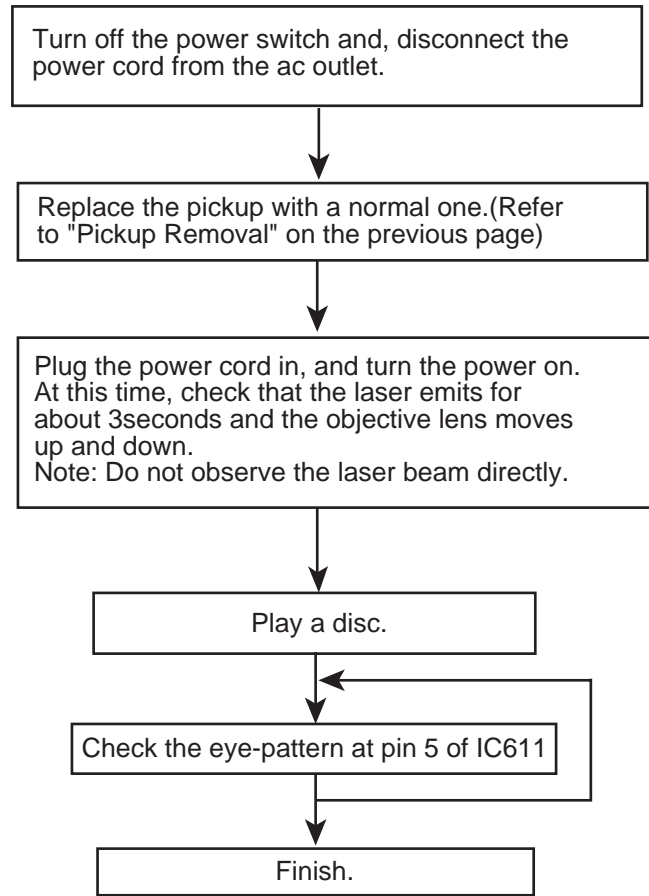 Turn off the power switch and, disconnect the
power cord from the ac outlet.
Replace the pickup with a normal one.(Refer
to "Pickup Removal" on the previous page)
Plug the power cord in, and turn the power on.
At this time, check that the laser emits for
about 3seconds and the objective lens moves
up and down.
Note: Do not observe the laser beam directly.
Play a disc.
Check the eye-pattern at pin 5 of IC611
Finish.